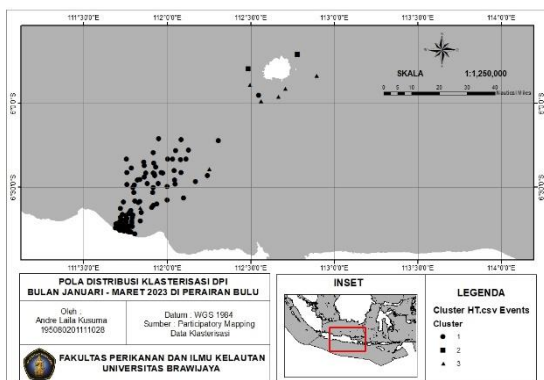 111°30'0"E 112°0'0"E 112°30'0"E 113°0'0"E 113°30'0"E 114°0'0"E
6°0'0"S 6°0'0"S
6°30'0"S 6°30'0"S
SKALA 1:1,250,000
0 5 10 20 30 40
Nautical Miles
111°30'0"E 112°0'0"E 112°30'0"E 113°0'0"E 113°30'0"E 114°0'0"E
POLA DISTRIBUSI KLASTERISASI DPI
BULAN JANUARI - MARET 2023 DI PERAIRAN BULU
Oleh :
Andre Laila Kusuma
195080201111028
Datum : WGS 1984
Sumber : Participatory Mapping
Data Klasterisasi
FAKULTAS PERIKANAN DAN ILMU KELAUTAN
UNIVERSITAS BRAWIJAYA
INSET
LEGENDA
Cluster HT.csv Events
Cluster
1
2
3